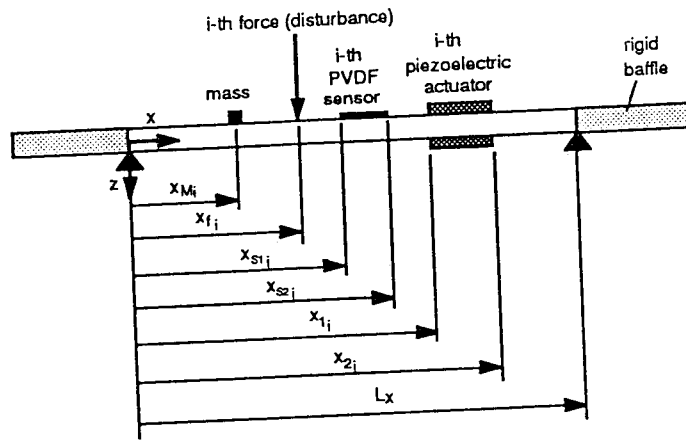 i-th force (disturbance)
i-th
PVDF
sensor
i-th
piezoelectric
actuator
rigid
baffle
mass
x
z
xMi
xfi
xS1i
xS2i
x1i
x2i
Lx